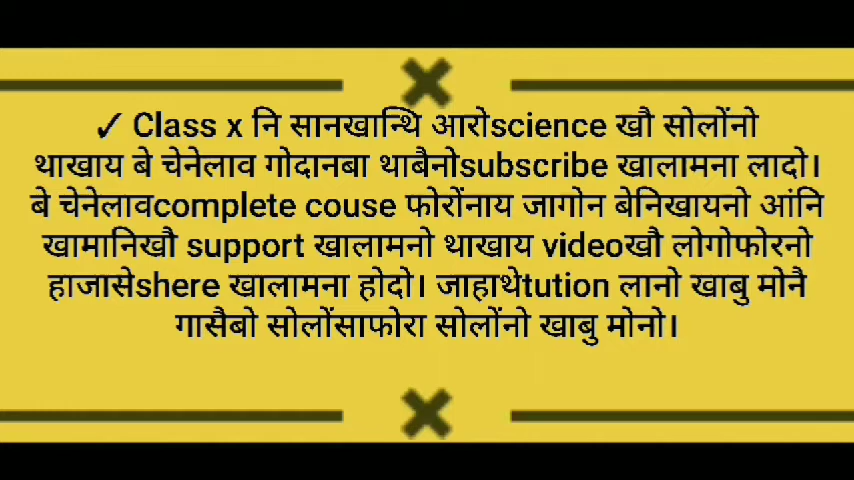 ✓ Class x नि सानखान्थि आरोscience खौ सोलोंनो
थाखाय बे चेनेलाव गोदानबा थाबैनोsubscribe खालामना लादो।
बे चेनेलावcomplete couse फोरोंनाय जागोन बेनिखायनो आंनि
खामानिखौ support खालामनो थाखाय videoखौ लोगोफोरनो
हाजासेshere खालामना होदो। जाहाथेtution लानो खाबु मोनै
गासैबो सोलोंसाफोरा सोलोंनो खाबु मोनो।